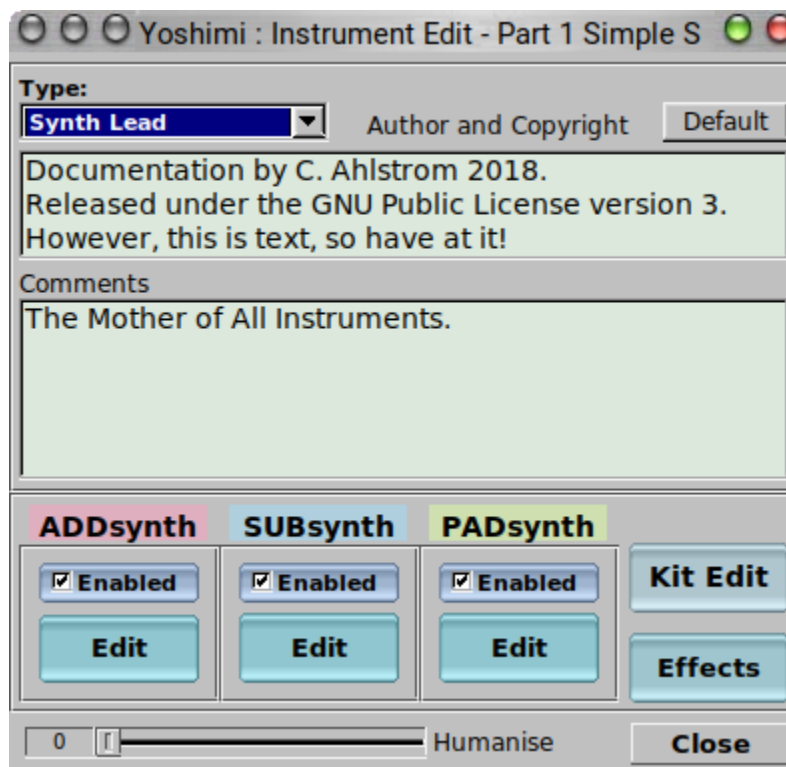 Yoshimi : Instrument Edit - Part 1 Simple S
Type:
Synth Lead
Author and Copyright
Default
Documentation by C. Ahlstrom 2018.
Released under the GNU Public License version 3.
However, this is text, so have at it!
Comments
The Mother of All Instruments.
ADDsynth SUBsynth PADsynth
Enabled Enabled Enabled
Kit Edit
Edit Edit Edit
Effects
0 Humanise Close